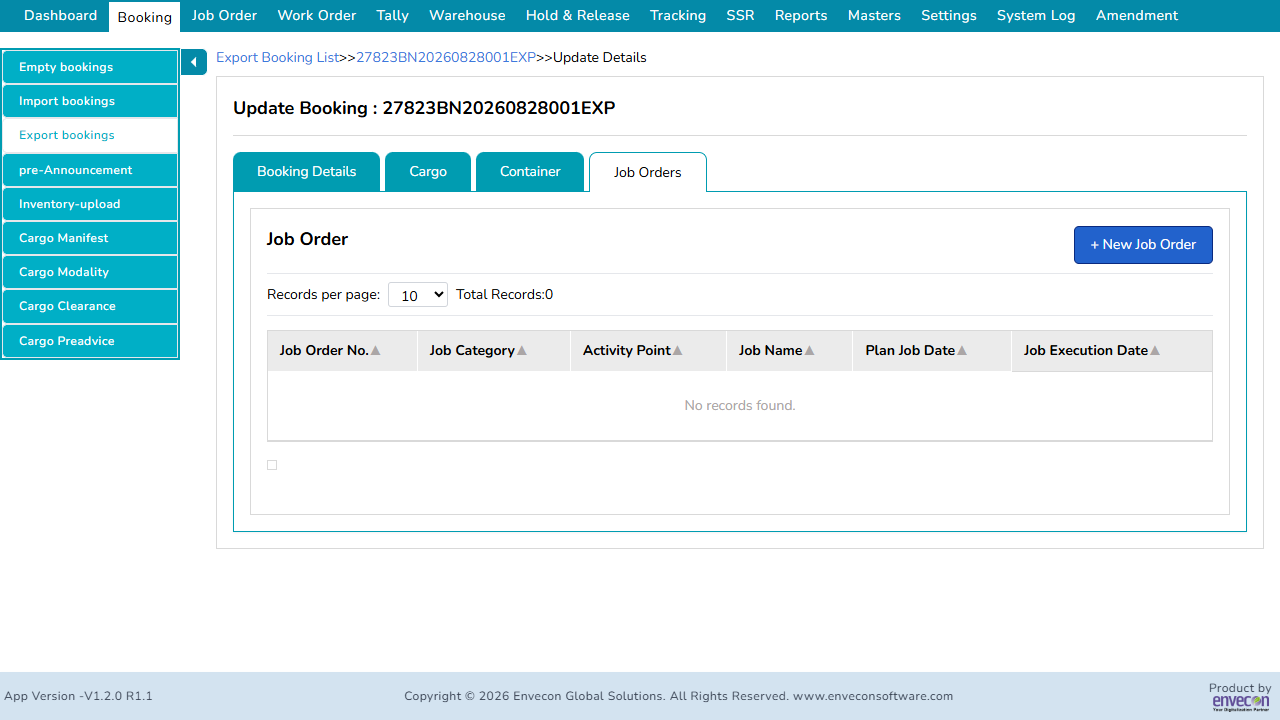 Dashboard Booking Job Order Work Order Tally Warehouse Hold & Release Tracking SSR Reports Masters Settings System Log Amendment
Empty bookings
Import bookings
Export bookings
pre-Announcement
Inventory-upload
Cargo Manifest
Cargo Modality
Cargo Clearance
Cargo Preadvice
Export Booking List>>27823BN20260828001EXP>>Update Details
Update Booking : 27823BN20260828001EXP
Booking Details Cargo Container Job Orders
Job Order
+ New Job Order
Records per page: 10 Total Records:0
Job Order No. Job Category Activity Point Job Name Plan Job Date Job Execution Date
No records found.
App Version -V1.2.0 R1.1
Copyright © 2026 Envecon Global Solutions. All Rights Reserved. www.enveconsoftware.com
Product by
envecon
Your Digitalization Partner